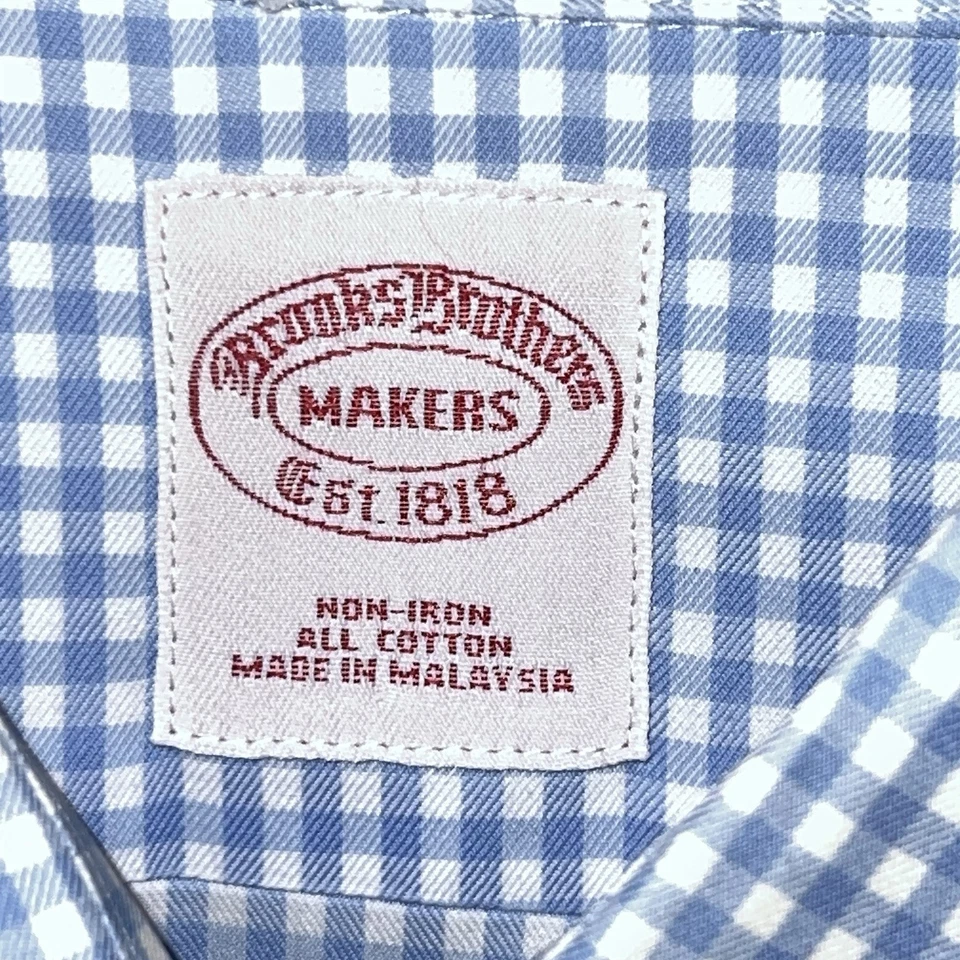 Brooks Brothers
MAKERS
Est. 1818
NON-IRON
ALL COTTON
MADE IN MALAYSIA